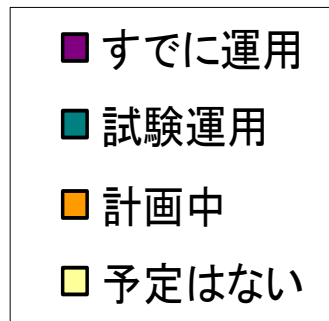 すでに運用
試験運用
計画中
予定はない